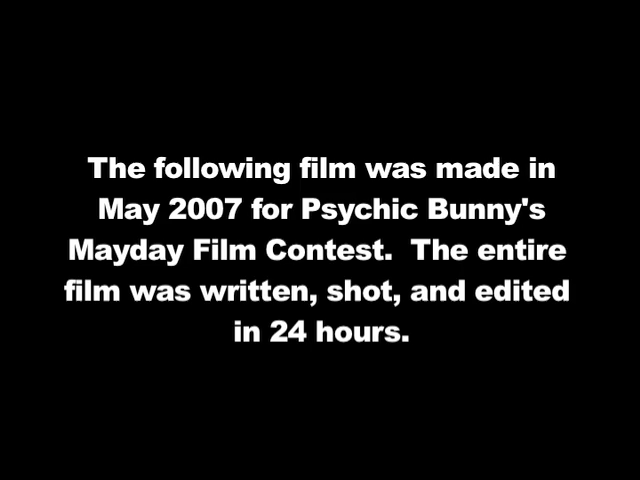 The following film was made in
May 2007 for Psychic Bunny's
Mayday Film Contest.  The entire
film was written, shot, and edited
in 24 hours.